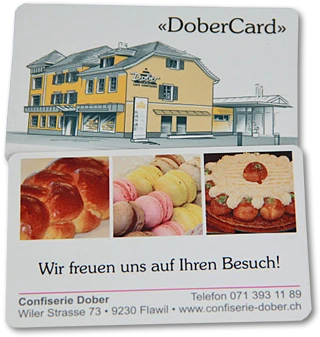 «DoberCard»
Wir freuen uns auf Ihren Besuch!
Confiserie Dober
Telefon 071 393 11 89
Wiler Strasse 73 • 9230 Flawil • www.confiserie-dober.ch